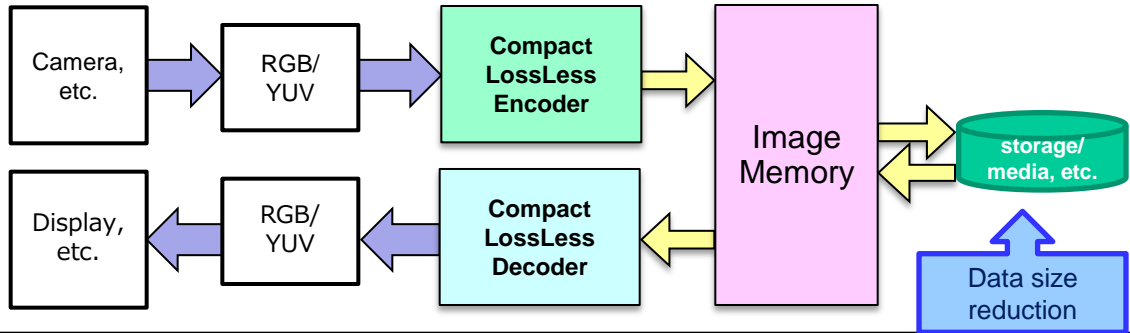 Camera,
etc.
RGB/
YUV
Compact
LossLess
Encoder
Image
Memory
storage/
media, etc.
Display,
etc.
RGB/
YUV
Compact
LossLess
Decoder
Data size
reduction